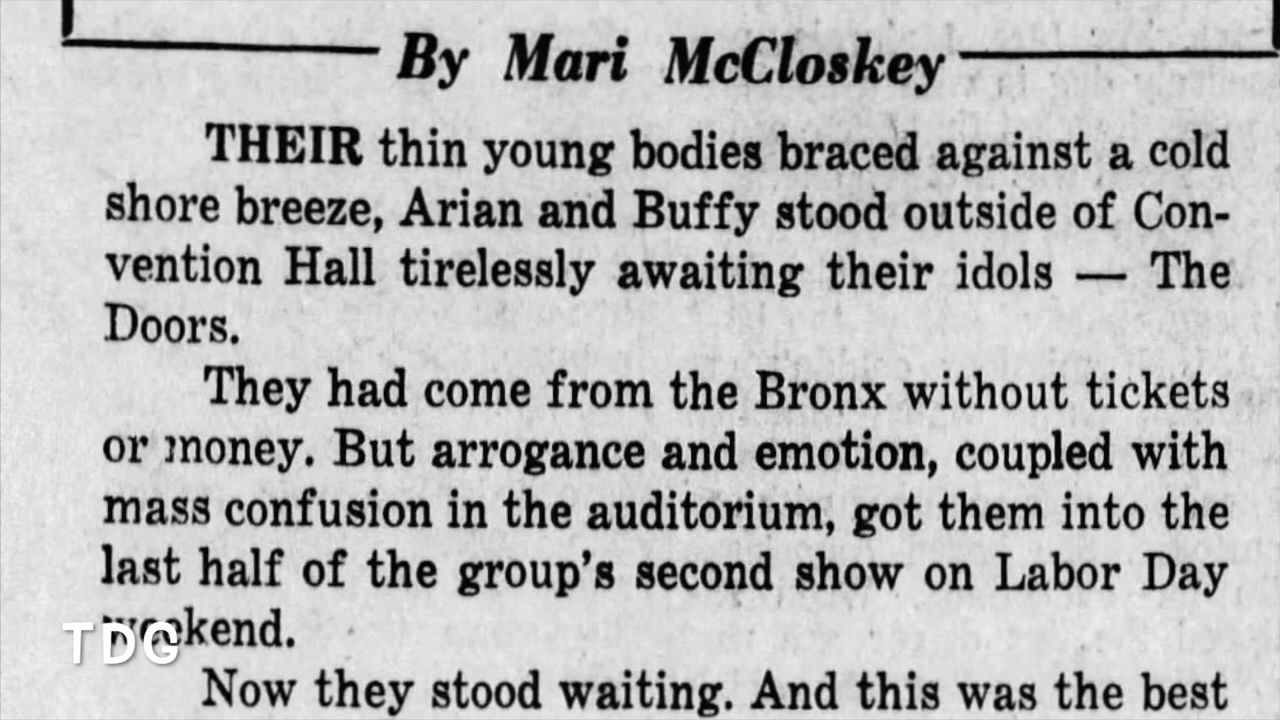 By Mari McCloskey
THEIR thin young bodies braced against a cold
shore breeze, Arian and Buffy stood outside of Con-
vention Hall tirelessly awaiting their idols — The
Doors.
They had come from the Bronx without tickets
or money. But arrogance and emotion, coupled with
mass confusion in the auditorium, got them into the
last half of the group's second show on Labor Day
weekend.
TDG
Now they stood waiting. And this was the best